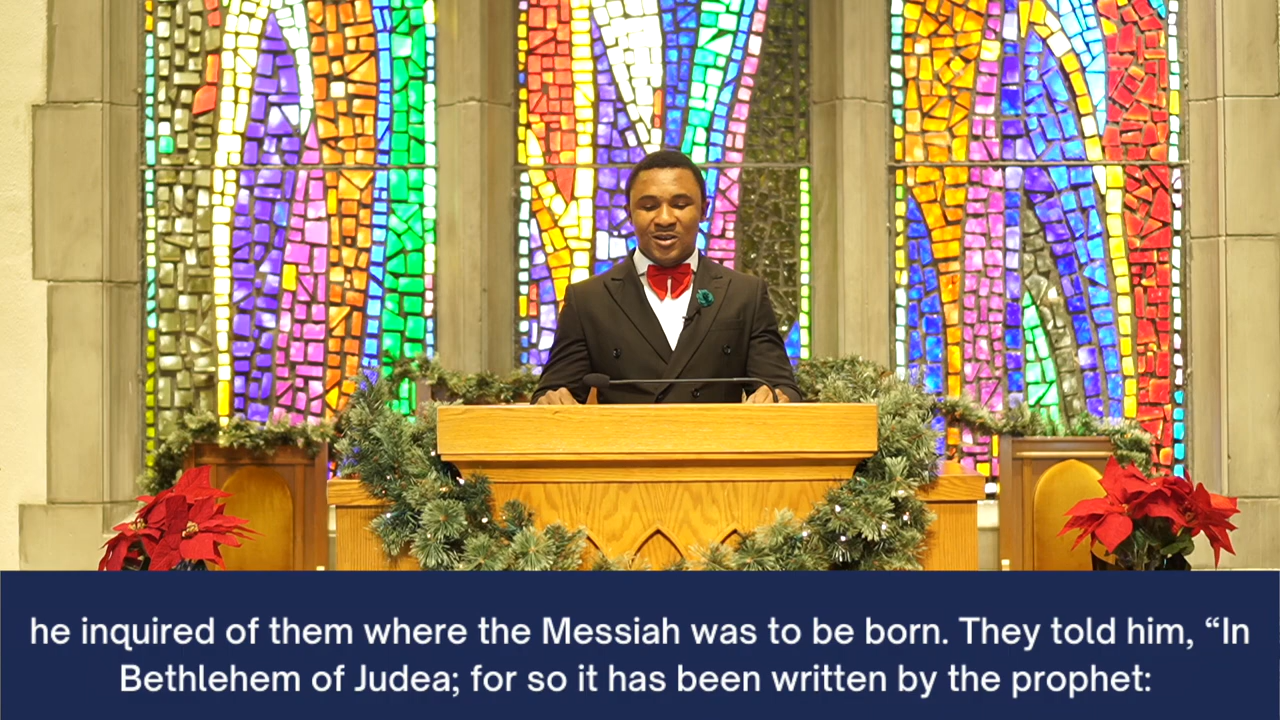 he inquired of them where the Messiah was to be born. They told him, “In
Bethlehem of Judea; for so it has been written by the prophet: